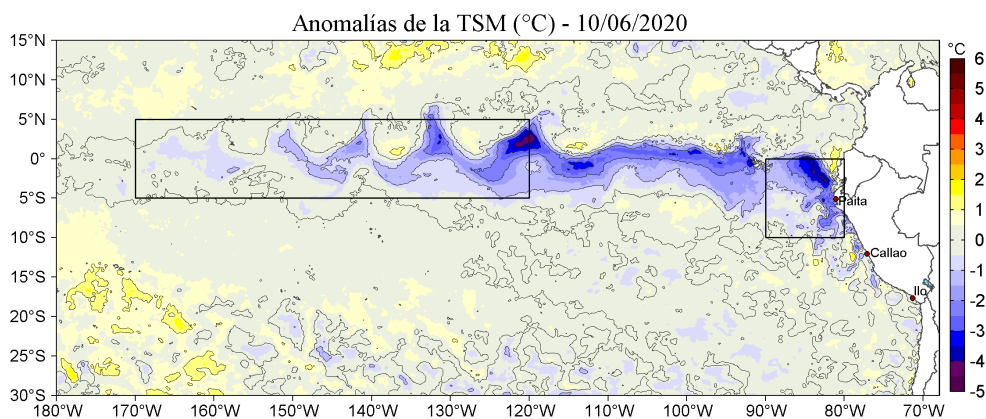 Anomalías de la TSM (°C) - 10/06/2020
15°N
10°N
5°N
0°
5°S
10°S
15°S
20°S
25°S
30°S
180°W
170°W
160°W
150°W
140°W
130°W
120°W
110°W
100°W
90°W
80°W
70°W
Paita
Callao
Ilo
°C
6
5
4
3
2
1
0
-1
-2
-3
-4
-5